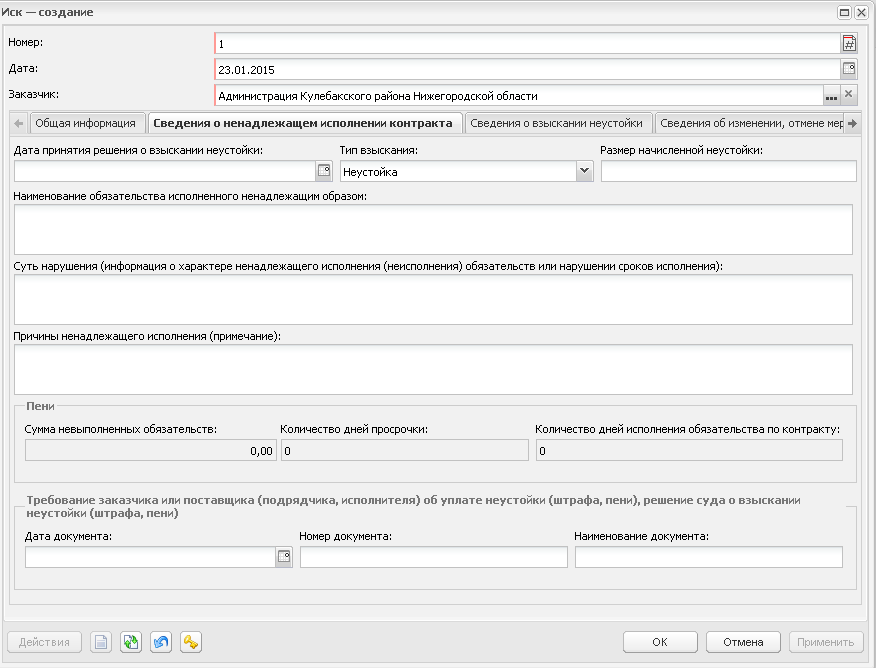 Иск — создание
Номер:
1
Дата:
23.01.2015
Заказчик:
Администрация Кулебакского района Нижегородской области
Общая информация
Сведения о ненадлежащем исполнении контракта
Сведения о взыскании неустойки
Сведения об изменении, отмене мер
Дата принятия решения о взыскании неустойки:
Тип взыскания:
Размер начисленной неустойки:
Неустойка
Наименование обязательства исполненного ненадлежащим образом:
Суть нарушения (информация о характере ненадлежащего исполнения (неисполнения) обязательств или нарушении сроков исполнения):
Причины ненадлежащего исполнения (примечание):
Пени
Сумма невыполненных обязательств:
Количество дней просрочки:
Количество дней исполнения обязательства по контракту:
0,00
0
0
Требование заказчика или поставщика (подрядчика, исполнителя) об уплате неустойки (штрафа, пени), решение суда о взыскании
неустойки (штрафа, пени)
Дата документа:
Номер документа:
Наименование документа:
Действия
ОК
Отмена
Применить